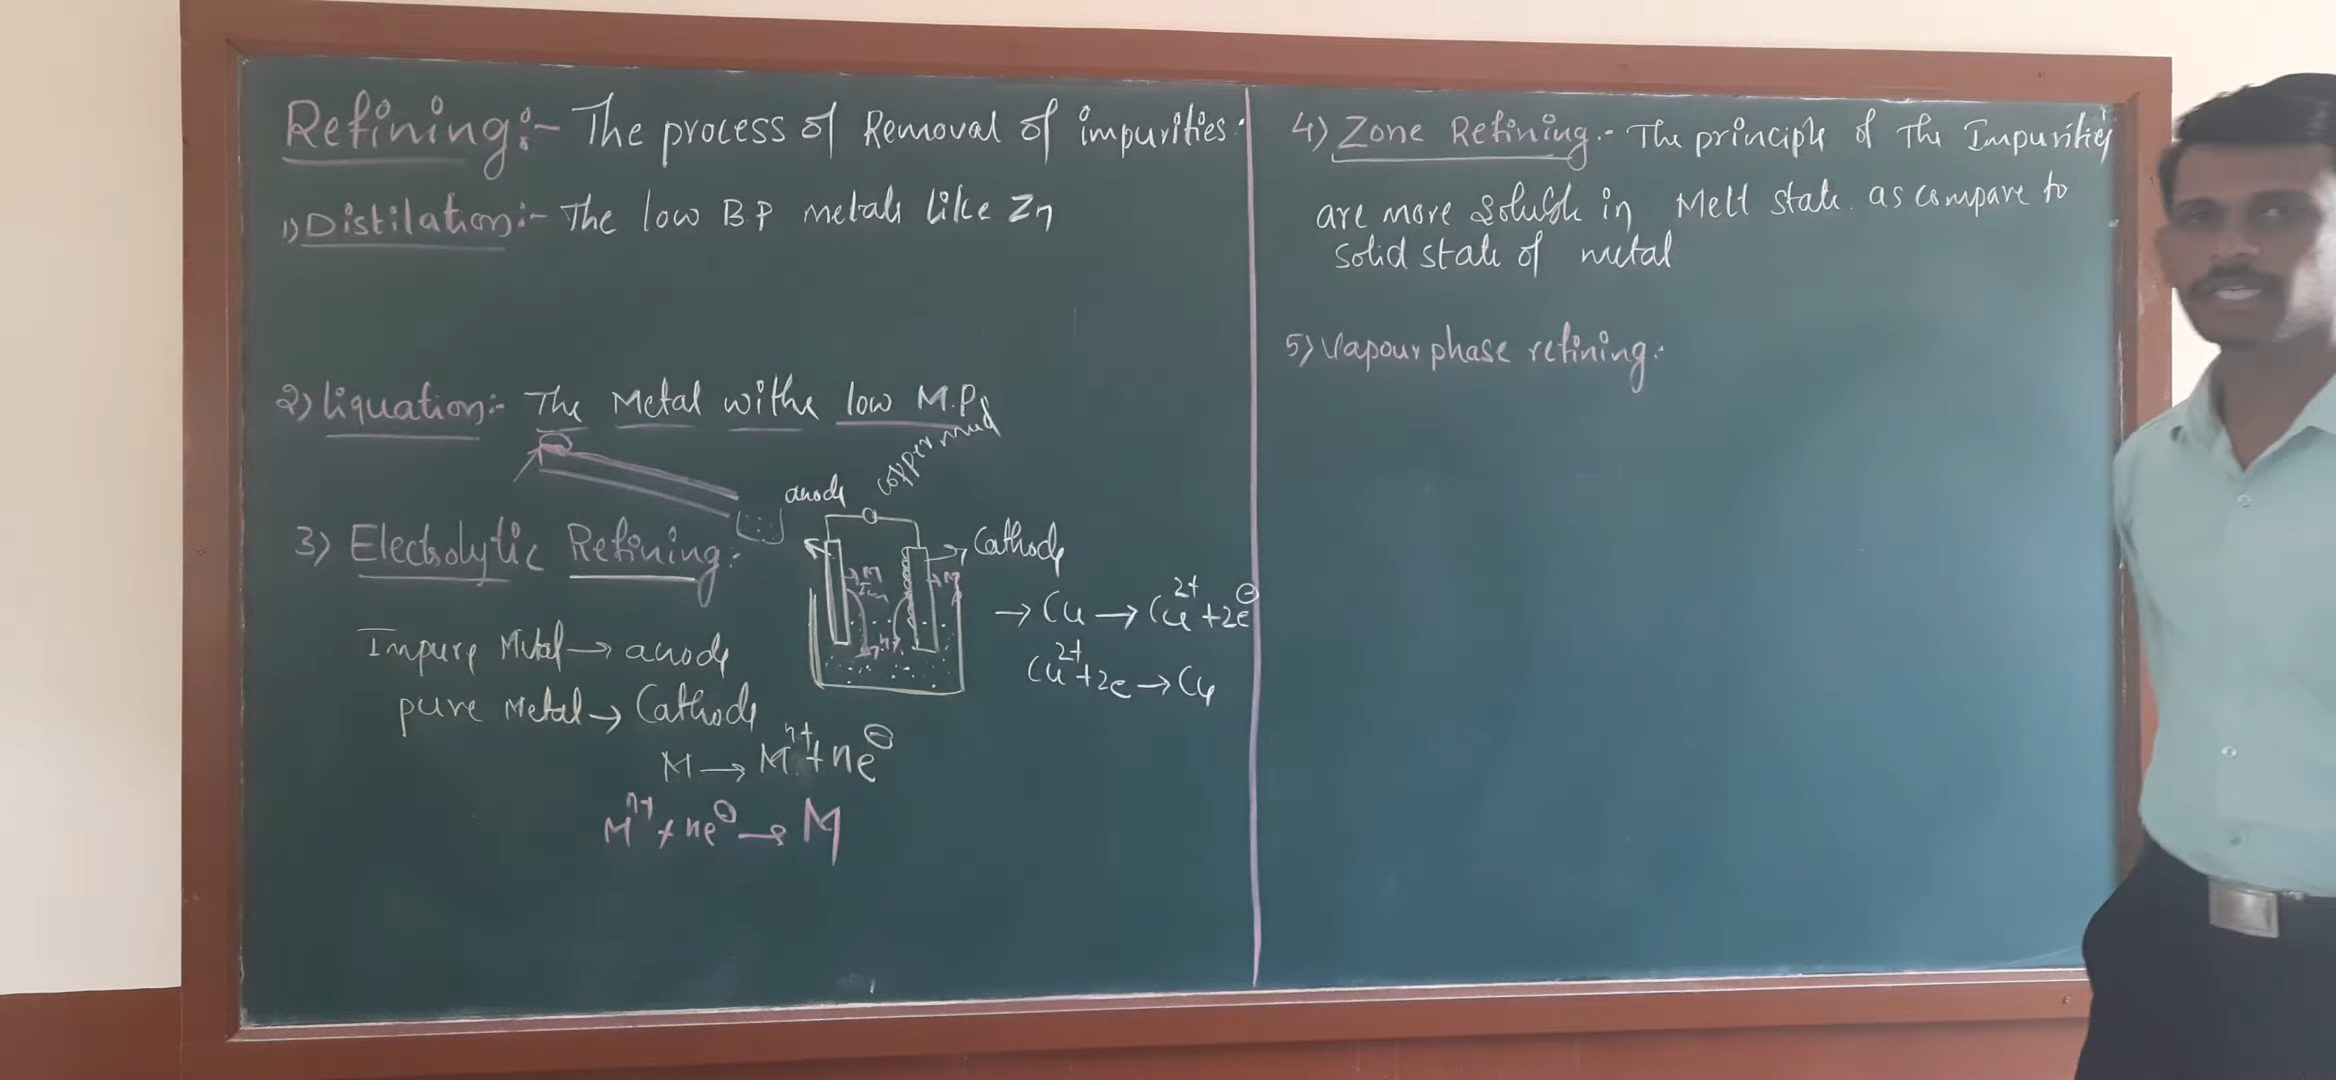 Refining:- The process of Removal of impurities.
1) Distilation:- The low B.P metals like Zn
2) liquation:- The Metal withe low M.Ps
copper mud
anode
3) Electrolytic Refining:-
Cathode
M
Im
M
Cu → Cu2+ + 2e⊖
Impure Metal → anode
Cu2+ + 2e → Cu
pure Metal → Cathode
M → Mn+ + ne⊖
Mn+ + ne⊖ → M
4) Zone Refining:- The principle of The Impurities
are more soluble in Melt state. as compare to
solid state of metal
5) Vapour phase refining:-